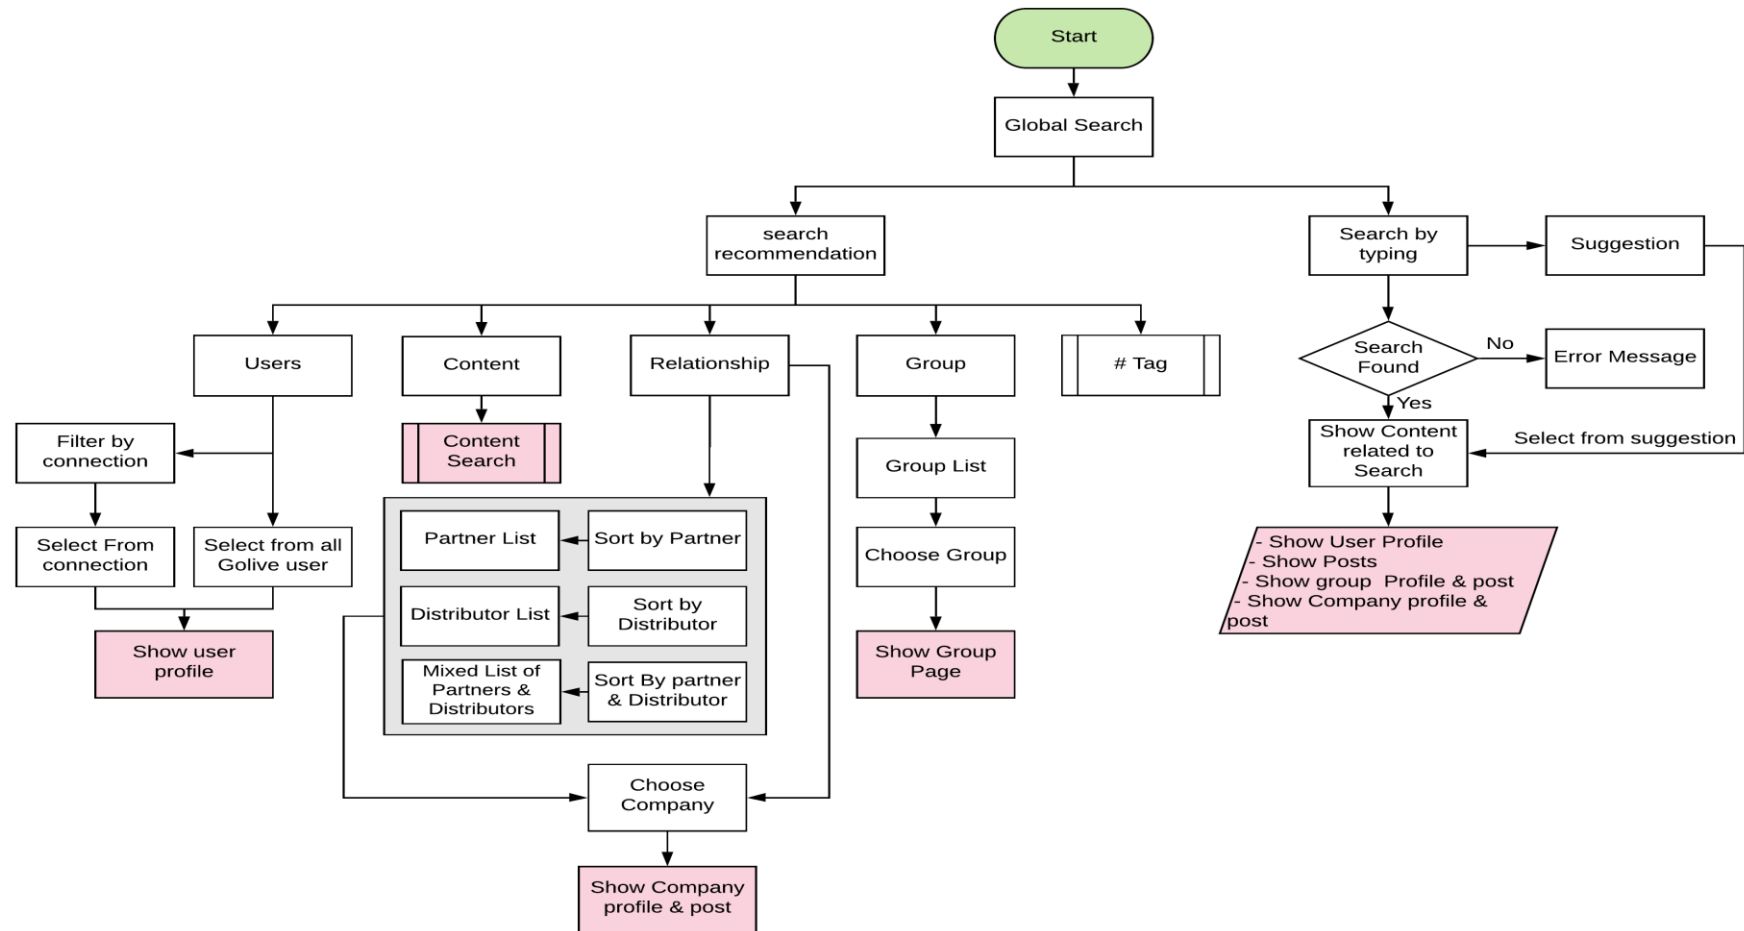 Start
Global Search
search
recommendation
Search by
typing
Suggestion
Users
Content
Relationship
Group
# Tag
Search
Found
No
Error Message
Yes
Filter by
connection
Content
Search
Group List
Show Content
related to
Search
Select from suggestion
Select From
connection
Select from all
Golive user
Partner List
Sort by Partner
Choose Group
- Show User Profile
- Show Posts
- Show group  Profile & post
- Show Company profile &
post
Distributor List
Sort by
Distributor
Show user
profile
Mixed List of
Partners &
Distributors
Sort By partner
& Distributor
Show Group
Page
Choose
Company
Show Company
profile & post